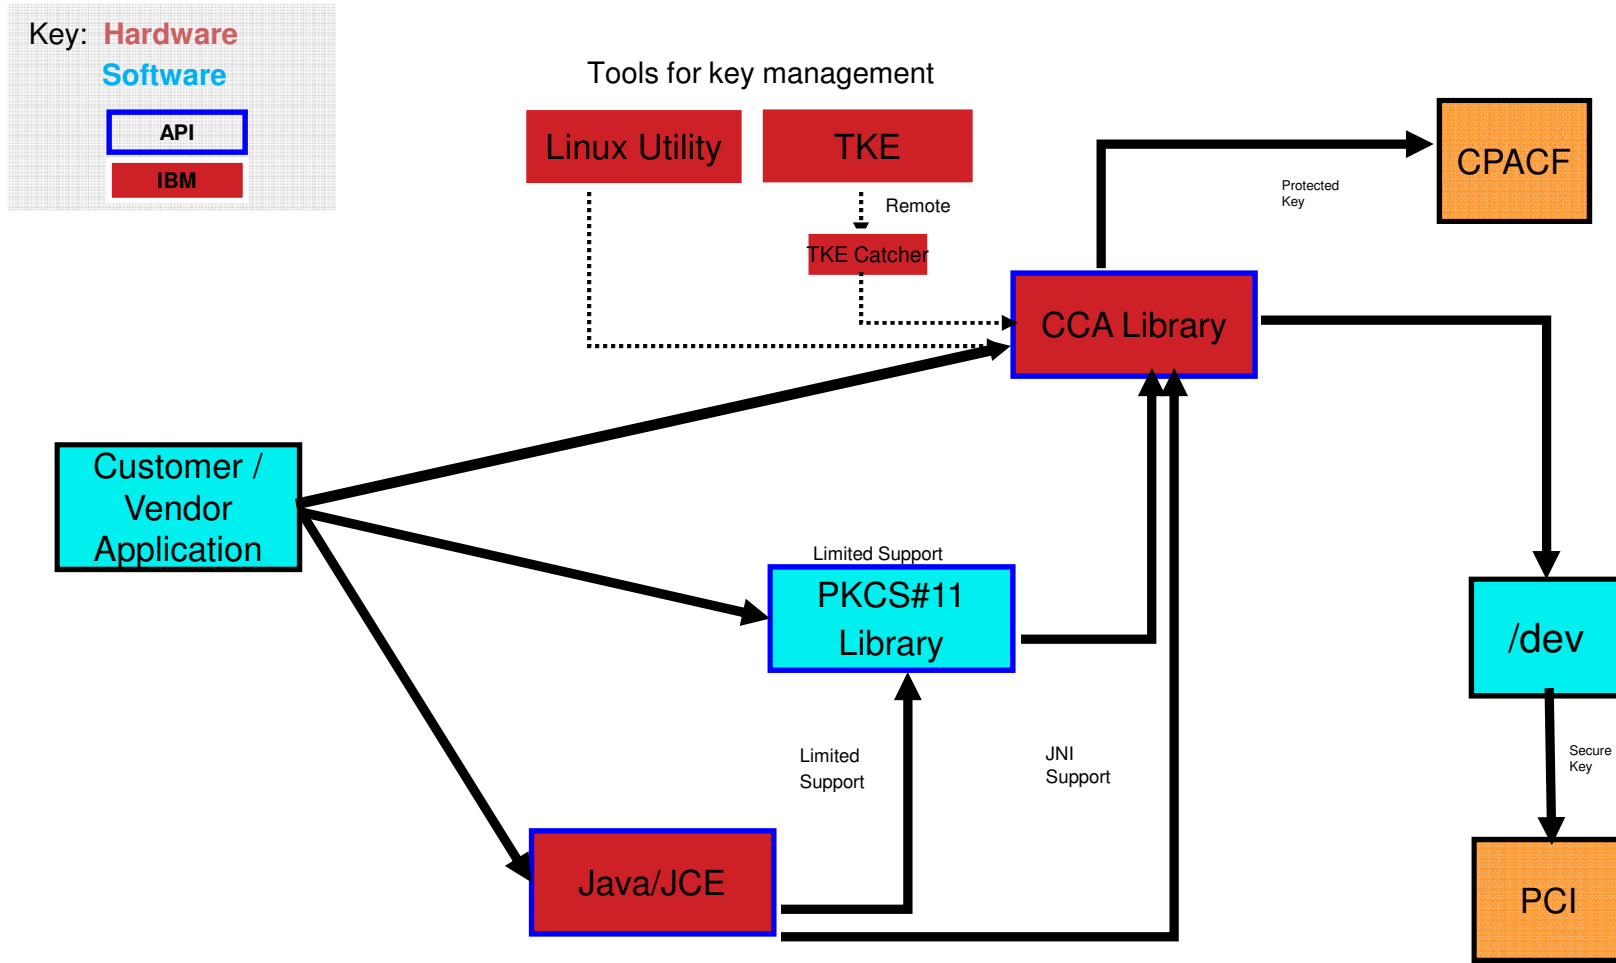 Key: Hardware
Software
API
IBM
Tools for key management
Linux Utility
TKE
Remote
TKE Catcher
Protected
Key
CPACF
CCA Library
Customer /
Vendor
Application
Limited Support
PKCS#11
Library
/dev
Limited
Support
JNI
Support
Secure
Key
Java/JCE
PCI